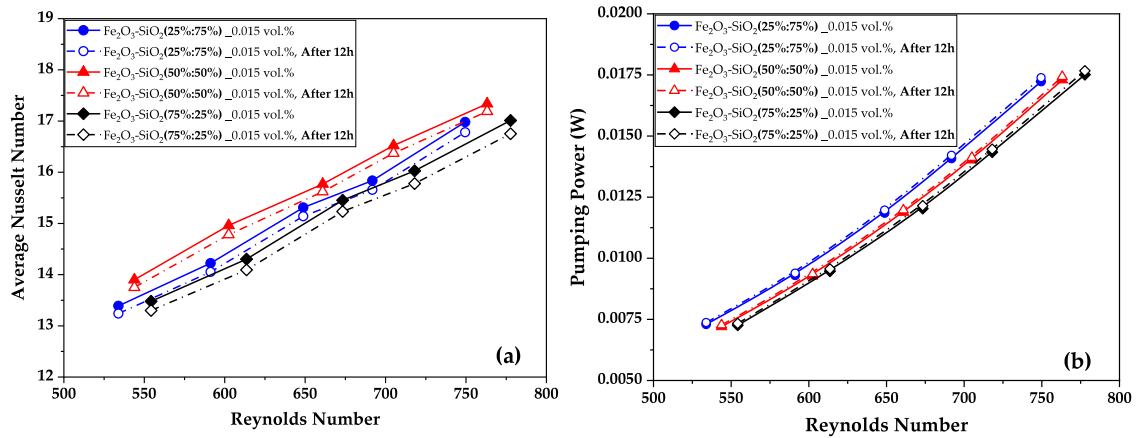 19
18
17
16
15
14
13
12
Average Nusselt Number
Fe₂O₃-SiO₂(25%:75%) _0.015 vol.%
Fe₂O₃-SiO₂(25%:75%) _0.015 vol.%, After 12h
Fe₂O₃-SiO₂(50%:50%) _0.015 vol.%
Fe₂O₃-SiO₂(50%:50%) _0.015 vol.%, After 12h
Fe₂O₃-SiO₂(75%:25%) _0.015 vol.%
Fe₂O₃-SiO₂(75%:25%) _0.015 vol.%, After 12h
(a)
500 550 600 650 700 750 800
Reynolds Number
0.0200
0.0175
0.0150
0.0125
0.0100
0.0075
0.0050
Pumping Power (W)
Fe₂O₃-SiO₂(25%:75%) _0.015 vol.%
Fe₂O₃-SiO₂(25%:75%) _0.015 vol.%, After 12h
Fe₂O₃-SiO₂(50%:50%) _0.015 vol.%
Fe₂O₃-SiO₂(50%:50%) _0.015 vol.%, After 12h
Fe₂O₃-SiO₂(75%:25%) _0.015 vol.%
Fe₂O₃-SiO₂(75%:25%) _0.015 vol.%, After 12h
(b)
500 550 600 650 700 750 800
Reynolds Number